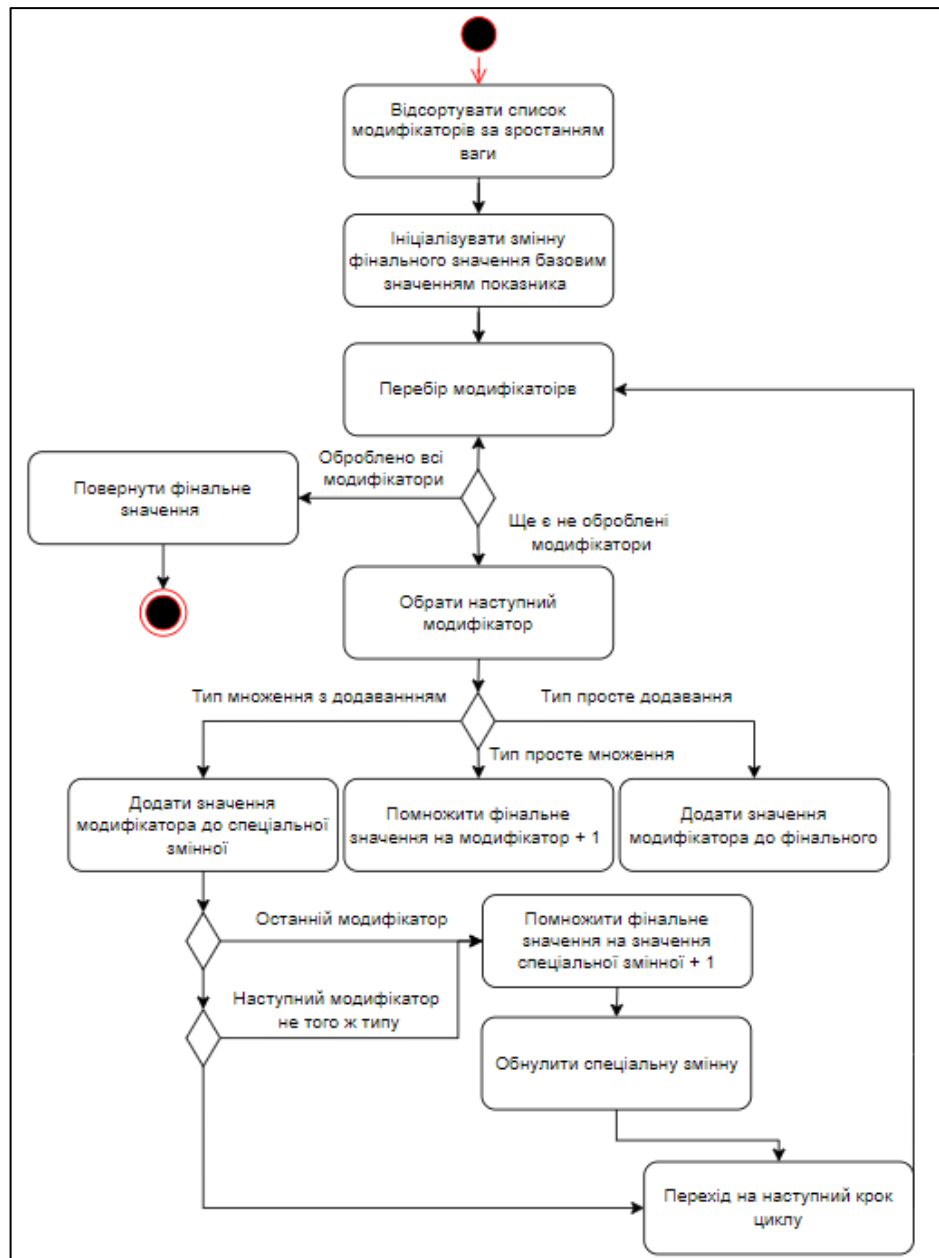 Відсортувати список
модифікаторів за зростанням
ваги
Ініціалізувати змінну
фінального значення базовим
значенням показника
Перебір модифікатоірв
Оброблено всі
модифікатори
Повернути фінальне
значення
Ще є не оброблені
модифікатори
Обрати наступний
модифікатор
Тип множення з додаваннням
Тип просте додавання
Тип просте множення
Додати значення
модифікатора до спеціальної
змінної
Помножити фінальне
значення на модифікатор + 1
Додати значення
модифікатора до фінального
Останній модифікатор
Помножити фінальне
значення на значення
спеціальної змінної + 1
Наступний модифікатор
не того ж типу
Обнулити спеціальну змінну
Перехід на наступний крок
циклу